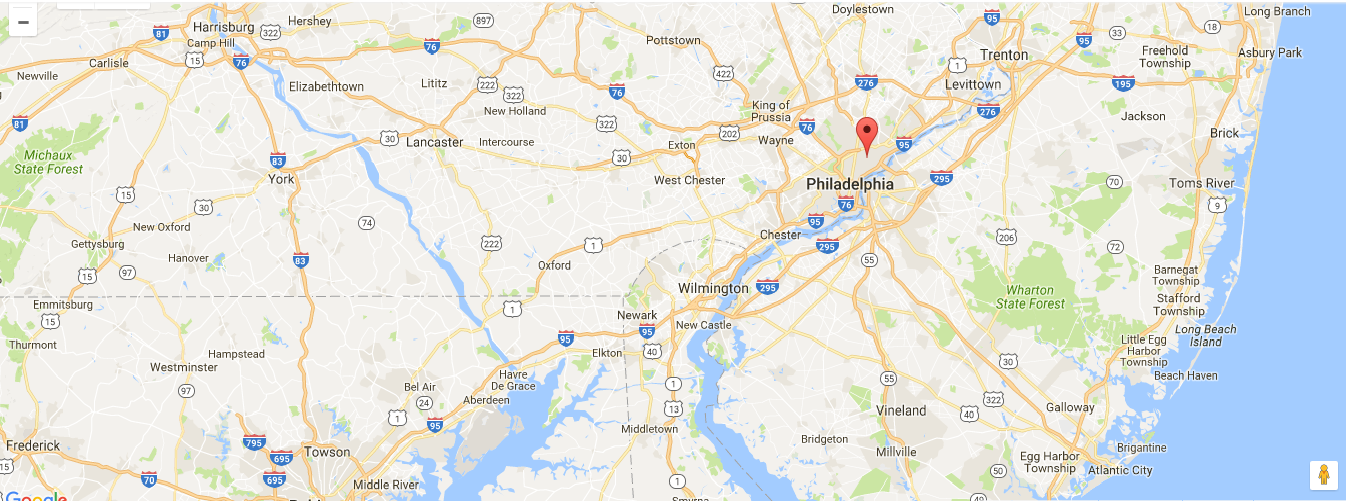 Doylestown
Long Branch
Hershey
897
95
81
Harrisburg
322
33
18
Camp Hill
Pottstown
95
76
Freehold
Township
Asbury Park
15
76
Trenton
Carlisle
1
Newville
422
Lititz
222
276
Levittown
195
Elizabethtown
322
76
King of
Prussia
276
Jackson
New Holland
81
322
202
76
Brick
30
Lancaster
Intercourse
Exton
Wayne
95
Michaux
State Forest
83
30
York
West Chester
Philadelphia
295
70
Toms River
15
30
76
9
74
New Oxford
95
Gettysburg
222
1
Chester
295
206
72
Hanover
83
55
15
97
Oxford
Barnegat
Township
Wilmington
295
Wharton
State Forest
Stafford
Township
Emmitsburg
1
15
Newark
New Castle
95
95
Long Beach
Island
Thurmont
Little Egg
Harbor
Township
Hampstead
Elkton
40
30
Westminster
Havre
De Grace
Beach Haven
97
Bel Air
1
55
24
Aberdeen
322
13
Galloway
1
95
Vineland
40
Middletown
Frederick
795
Bridgeton
Brigantine
Towson
Millville
695
Egg Harbor
Township
15
Atlantic City
70
695
50
Middle River
1
Google